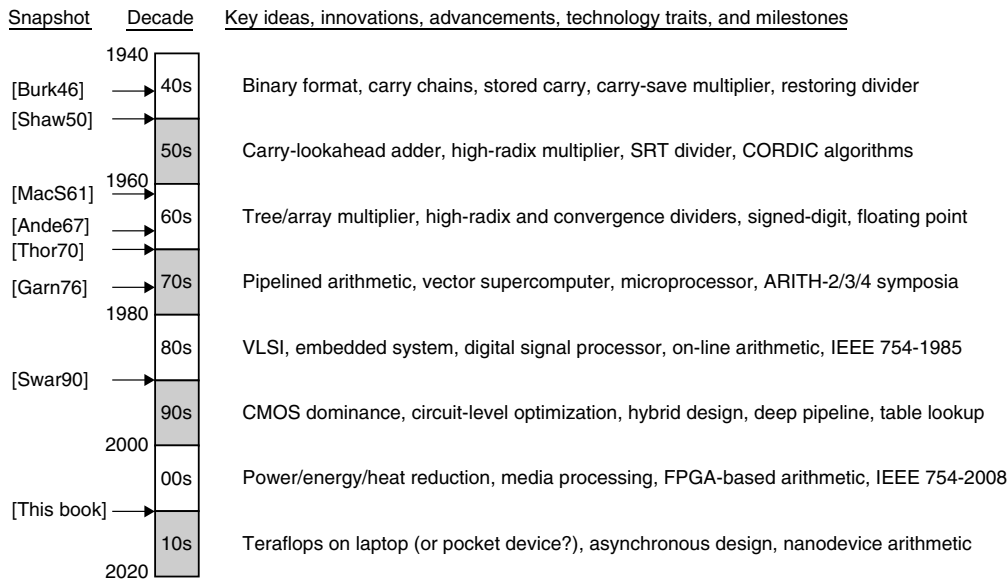 Snapshot Decade Key ideas, innovations, advancements, technology traits, and milestones
1940
[Burk46] 40s Binary format, carry chains, stored carry, carry-save multiplier, restoring divider
[Shaw50]
50s Carry-lookahead adder, high-radix multiplier, SRT divider, CORDIC algorithms
1960
[MacS61]
60s Tree/array multiplier, high-radix and convergence dividers, signed-digit, floating point
[Ande67]
[Thor70]
70s Pipelined arithmetic, vector supercomputer, microprocessor, ARITH-2/3/4 symposia
[Garn76]
1980
80s VLSI, embedded system, digital signal processor, on-line arithmetic, IEEE 754-1985
[Swar90]
90s CMOS dominance, circuit-level optimization, hybrid design, deep pipeline, table lookup
2000
00s Power/energy/heat reduction, media processing, FPGA-based arithmetic, IEEE 754-2008
[This book]
10s Teraflops on laptop (or pocket device?), asynchronous design, nanodevice arithmetic
2020